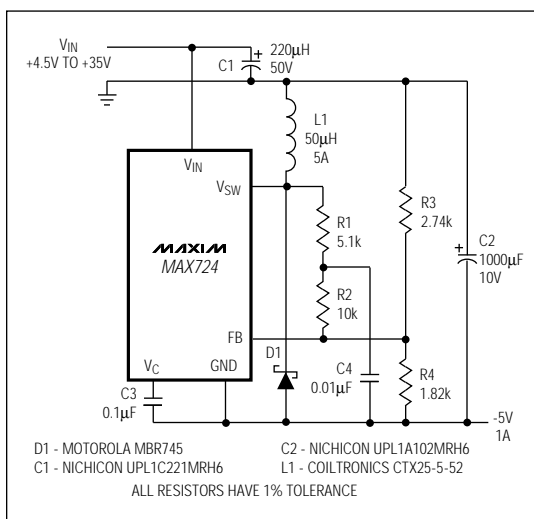 VIN
+4.5V TO +35V
C1
+
220µH
50V
L1
50µH
5A
VIN
VSW
R1
5.1k
R3
2.74k
MAXIM
MAX724
+
C2
1000µF
10V
R2
10k
FB
D1
VC
GND
C4
0.01µF
R4
1.82k
C3
0.1µF
-5V
1A
D1 - MOTOROLA MBR745
C2 - NICHICON UPL1A102MRH6
C1 - NICHICON UPL1C221MRH6
L1 - COILTRONICS CTX25-5-52
ALL RESISTORS HAVE 1% TOLERANCE